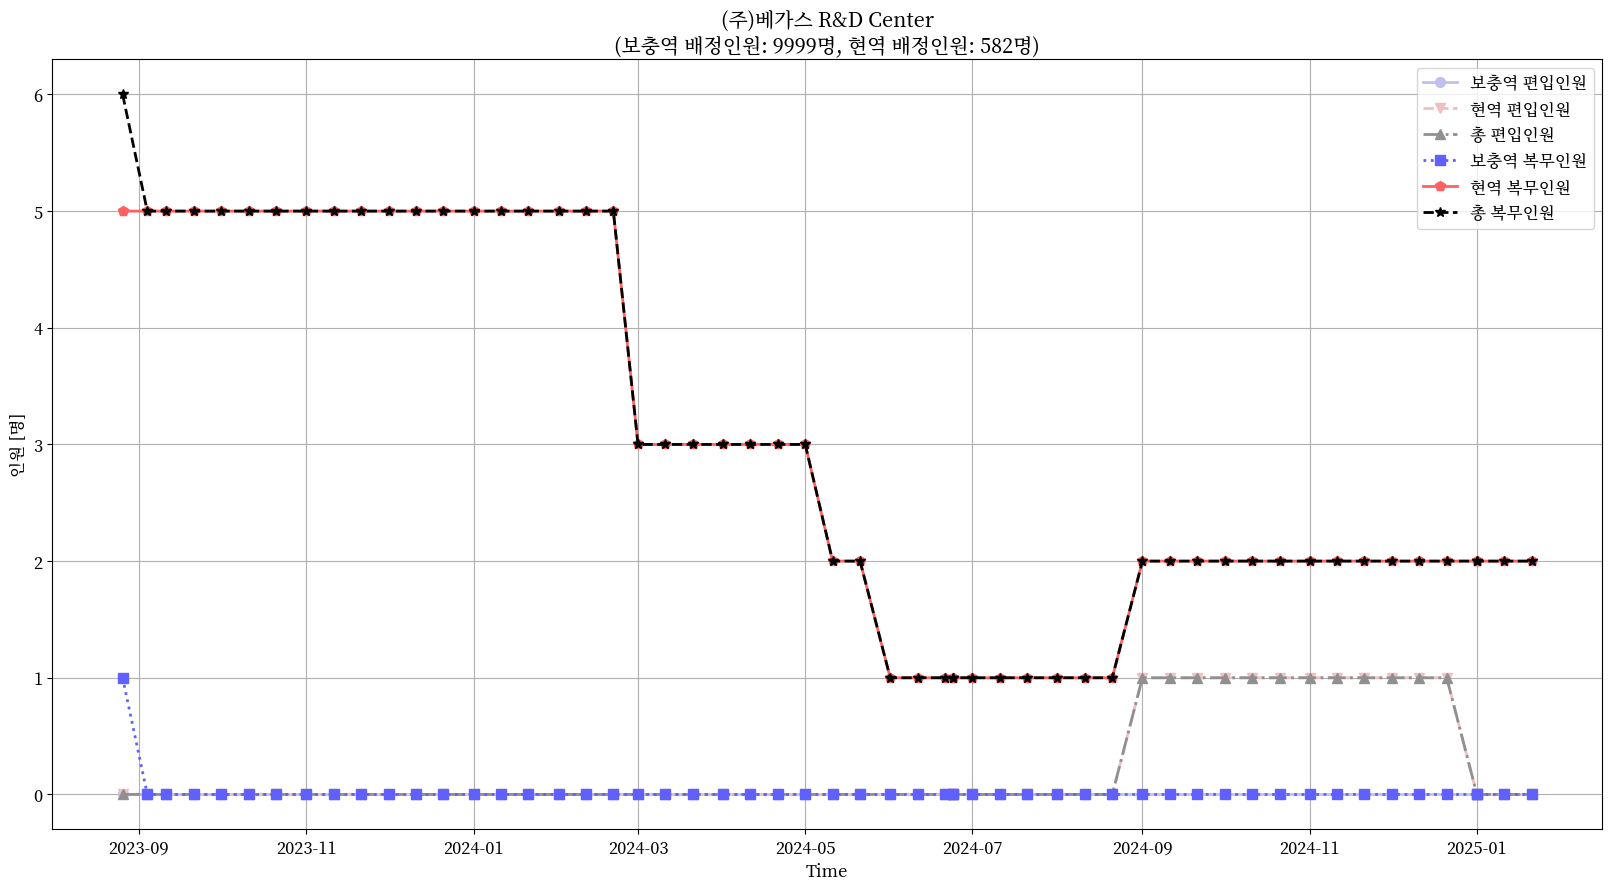 (주)베가스 R&D Center
(보충역 배정인원: 9999명, 현역 배정인원: 582명)
보충역 편입인원
현역 편입인원
총 편입인원
보충역 복무인원
현역 복무인원
총 복무인원
인원 [명]
6
5
4
3
2
1
0
2023-09
2023-11
2024-01
2024-03
2024-05
2024-07
2024-09
2024-11
2025-01
Time